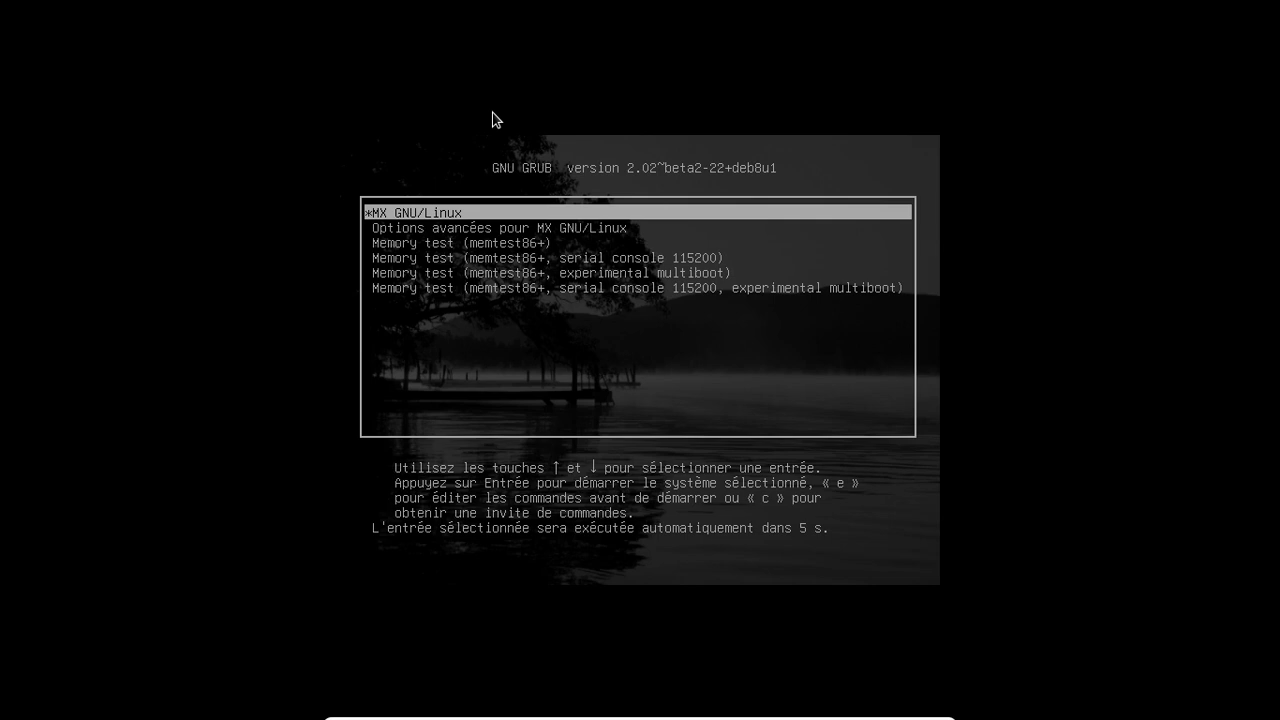 GNU GRUB  version 2.02~beta2-22+deb8u1
*MX GNU/Linux
Options avancées pour MX GNU/Linux
Memory test (memtest86+)
Memory test (memtest86+, serial console 115200)
Memory test (memtest86+, experimental multiboot)
Memory test (memtest86+, serial console 115200, experimental multiboot)
Utilisez les touches ↑ et ↓ pour sélectionner une entrée.
Appuyez sur Entrée pour démarrer le système sélectionné, « e »
pour éditer les commandes avant de démarrer ou « c » pour
obtenir une invite de commandes.
L'entrée sélectionnée sera exécutée automatiquement dans 5 s.